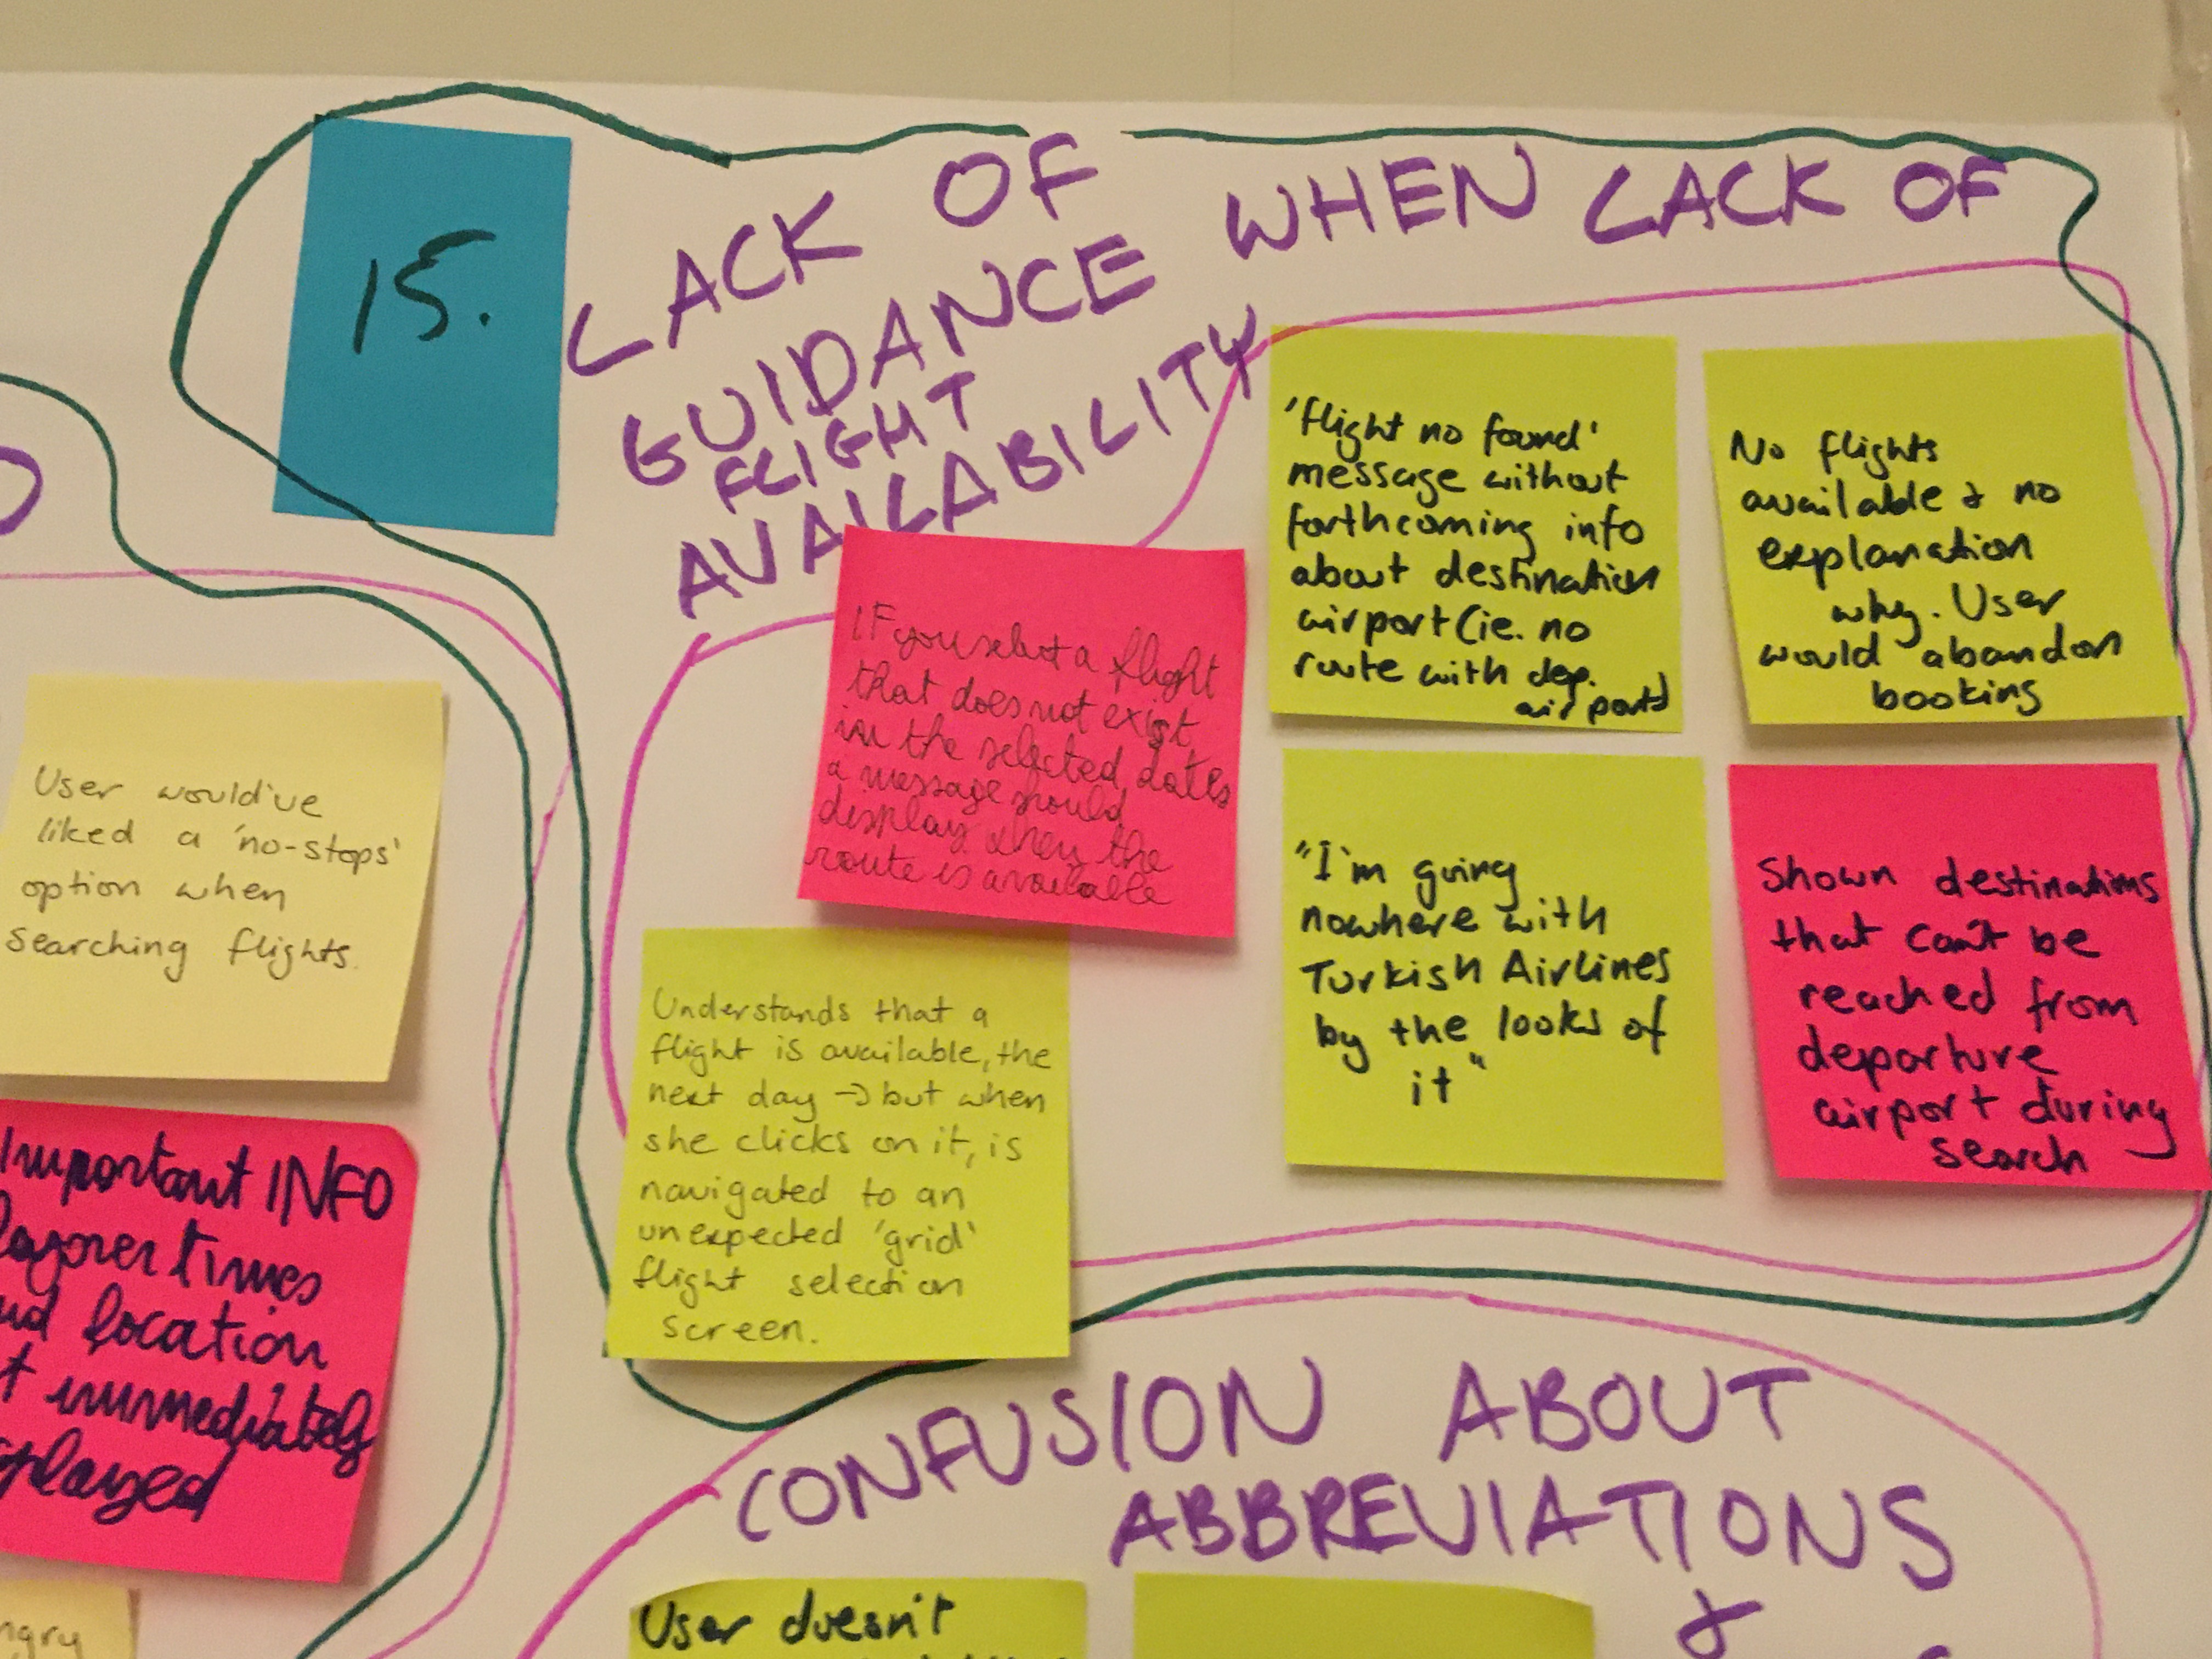 15.
LACK OF
GUIDANCE WHEN LACK OF
FLIGHT
AVAILABILITY
'flight no found'
message without
forthcoming info
about destination
airport (ie. no
route with dep.
airport)
No flights
available & no
explanation
why. User
would abandon
booking
IF you select a flight
that does not exist
in the selected dates
a message should
display when the
route is available
"I'm going
nowhere with
Turkish Airlines
by the looks of
it"
Shown destinations
that can't be
reached from
departure
airport during
search
Understands that a
flight is available, the
next day → but when
she clicks on it, is
navigated to an
unexpected 'grid'
flight selection
screen.
User would've
liked a 'no-stops'
option when
searching flights.
Important INFO
layover times
location
immediately
CONFUSION ABOUT
ABBREVIATIONS
&
User doesn't